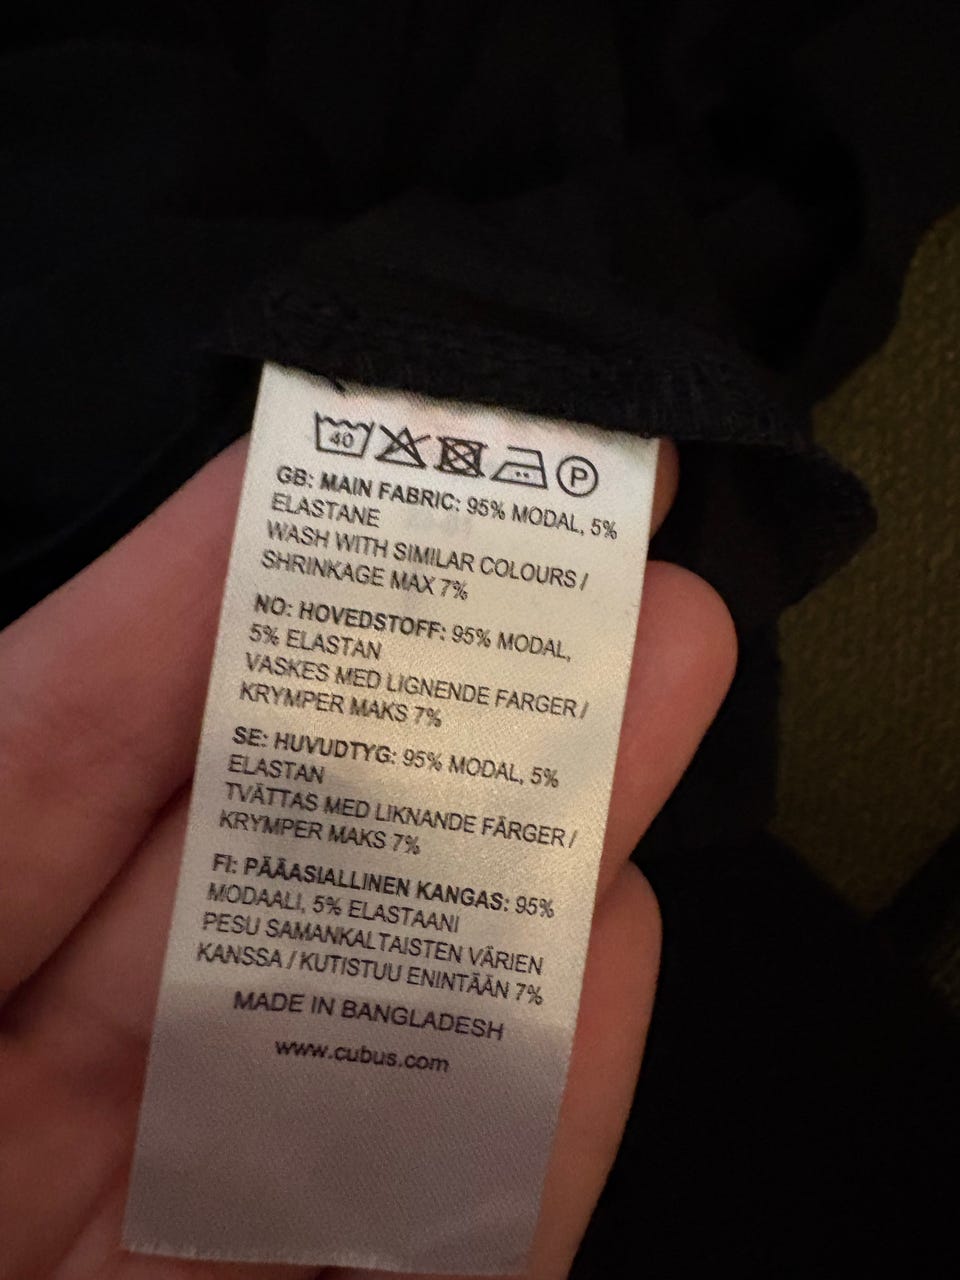 40
P
GB: MAIN FABRIC: 95% MODAL, 5%
ELASTANE
WASH WITH SIMILAR COLOURS /
SHRINKAGE MAX 7%
NO: HOVEDSTOFF: 95% MODAL,
5% ELASTAN
VASKES MED LIGNENDE FARGER /
KRYMPER MAKS 7%
SE: HUVUDTYG: 95% MODAL, 5%
ELASTAN
TVÄTTAS MED LIKNANDE FÄRGER /
KRYMPER MAKS 7%
FI: PÄÄASIALLINEN KANGAS: 95%
MODAALI, 5% ELASTAANI
PESU SAMANKALTAISTEN VÄRIEN
KANSSA / KUTISTUU ENINTÄÄN 7%
MADE IN BANGLADESH
www.cubus.com